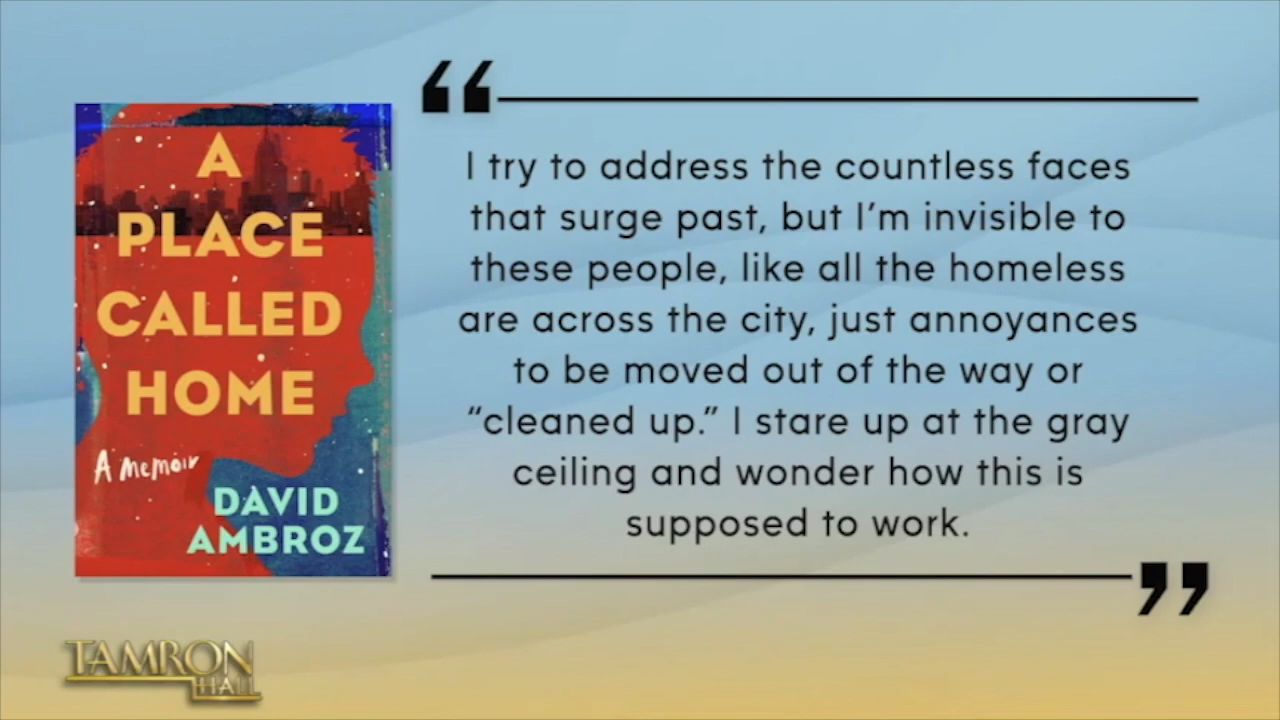 A
PLACE
CALLED
HOME
A memoir
DAVID
AMBROZ
“
I try to address the countless faces
that surge past, but I’m invisible to
these people, like all the homeless
are across the city, just annoyances
to be moved out of the way or
“cleaned up.” I stare up at the gray
ceiling and wonder how this is
supposed to work.
”
TAMRON
HALL